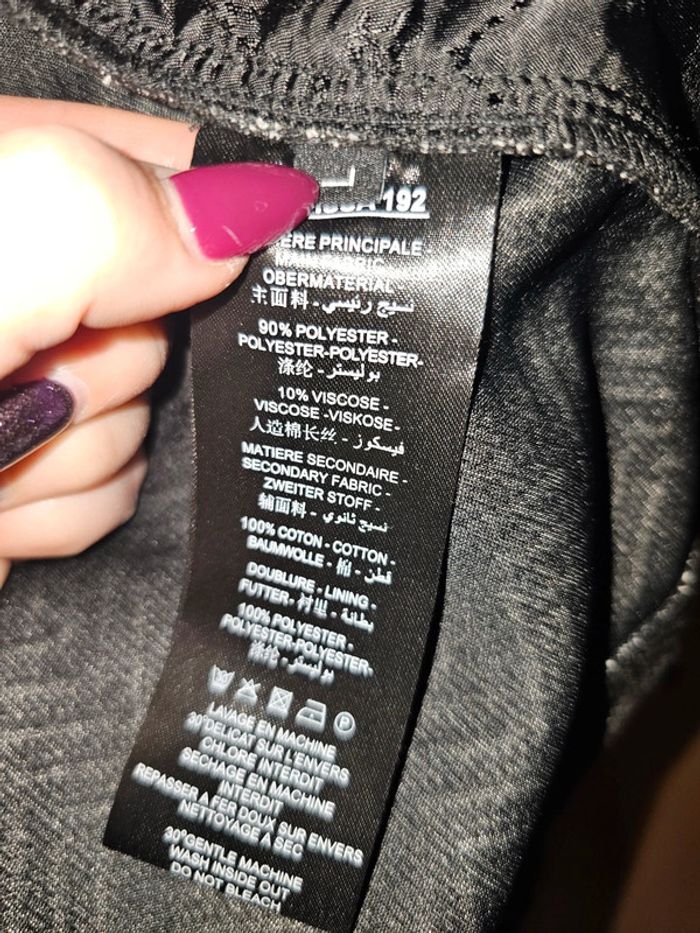 192
PRINCIPALE
OBERMATERIAL
主面料 - نسيج رئيسي -
90% POLYESTER -
POLYESTER-POLYESTER-
涤纶 - بوليستر
10% VISCOSE -
VISCOSE -VISKOSE -
人造棉长丝 - فيسكوز
MATIERE SECONDAIRE -
SECONDARY FABRIC -
ZWEITER STOFF -
辅面料 - نسيج ثانوي -
100% COTON - COTTON -
BAUMWOLLE - 棉 - قطن
DOUBLURE - LINING -
FUTTER- 衬里 - بطانة -
100% POLYESTER -
POLYESTER-POLYESTER-
涤纶 - بوليستر
LAVAGE EN MACHINE
30°DELICAT SUR L'ENVERS
CHLORE INTERDIT
SECHAGE EN MACHINE
INTERDIT
REPASSER A FER DOUX SUR ENVERS
NETTOYAGE A SEC
30°GENTLE MACHINE
WASH INSIDE OUT
DO NOT BLEACH